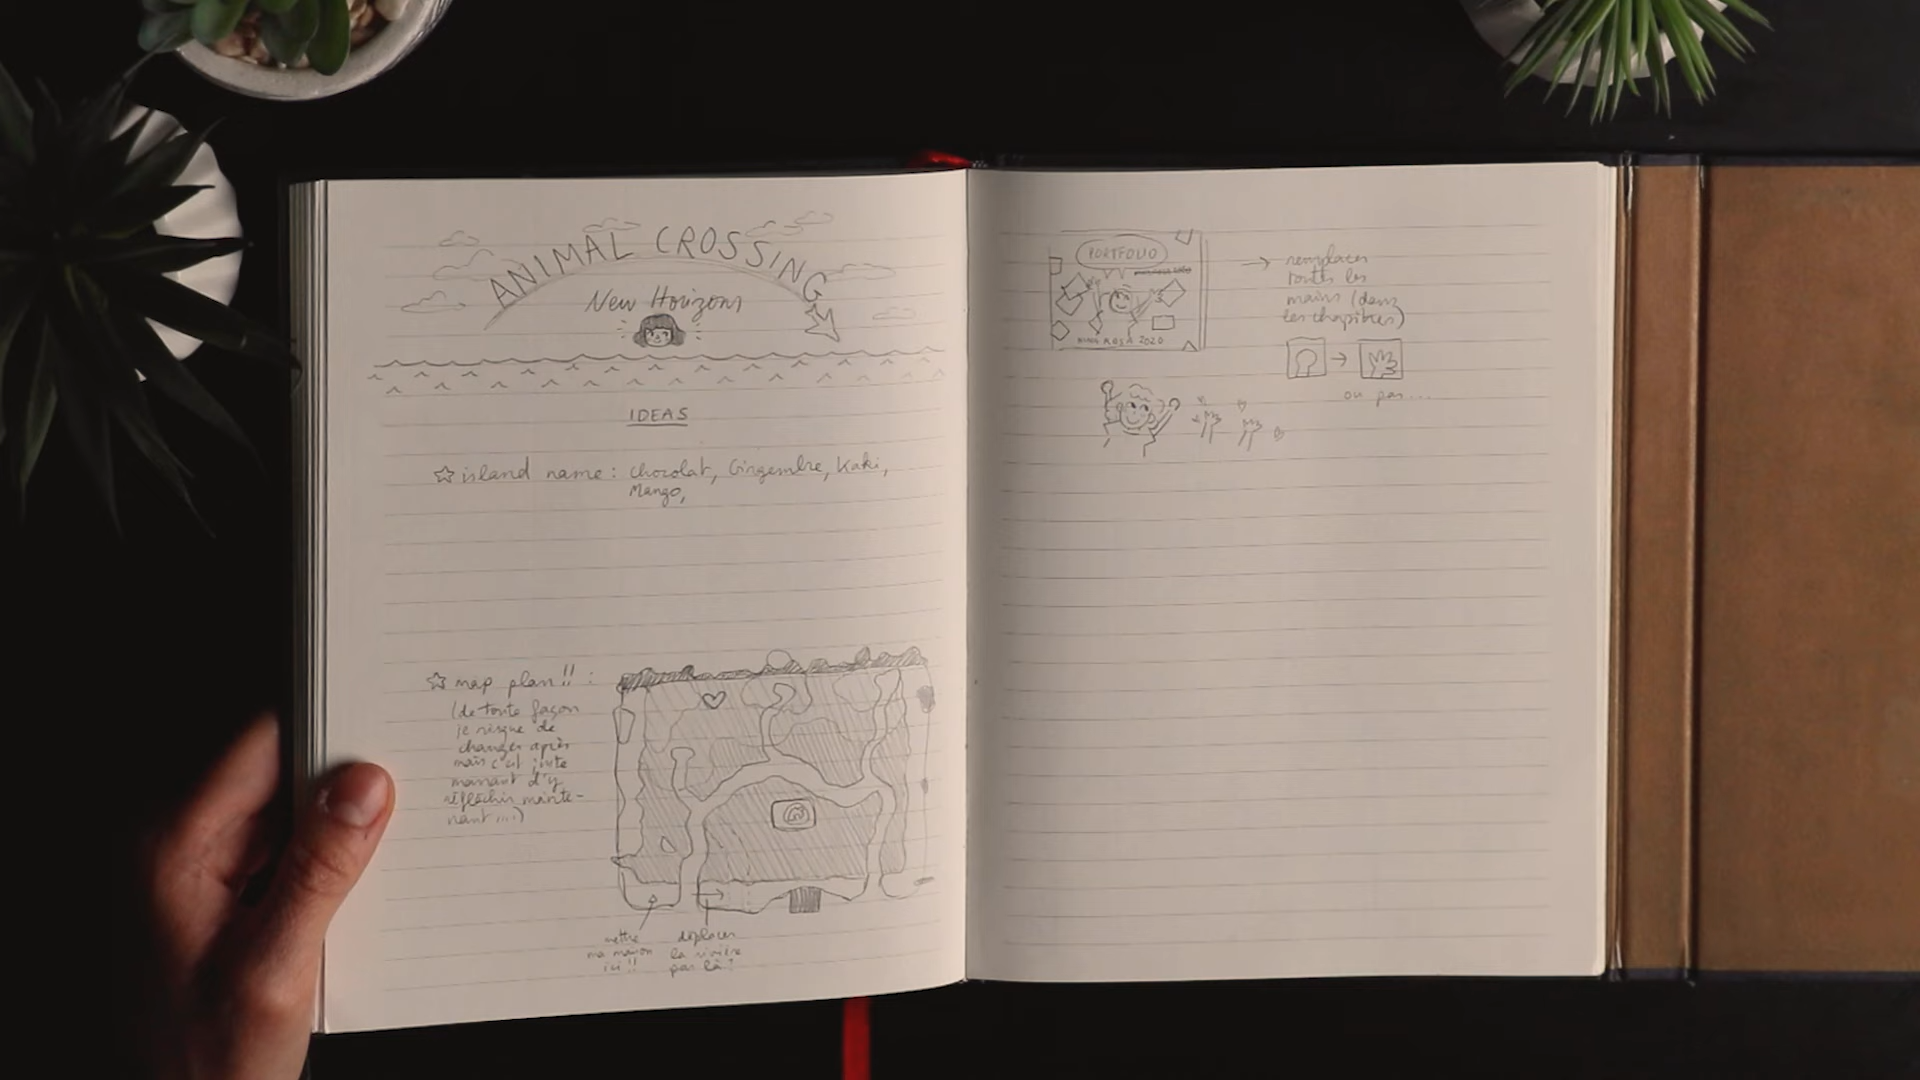 ANIMAL CROSSING
New Horizons
IDEAS
island name : chocolat, Gingembre, Kaki,
Mango,
map plan !! :
(de toute façon
je risque de
changer après
mais c'est juste
marrant d'y
réfléchir mainte-
nant ...)
mettre
ma maison
ici !!
déplacer
la rivière
par là ?
PORTFOLIO
NINA ROSA 2020
→ remplacer
toutes les
mains (dans
les chapitres)
→
ou pas...